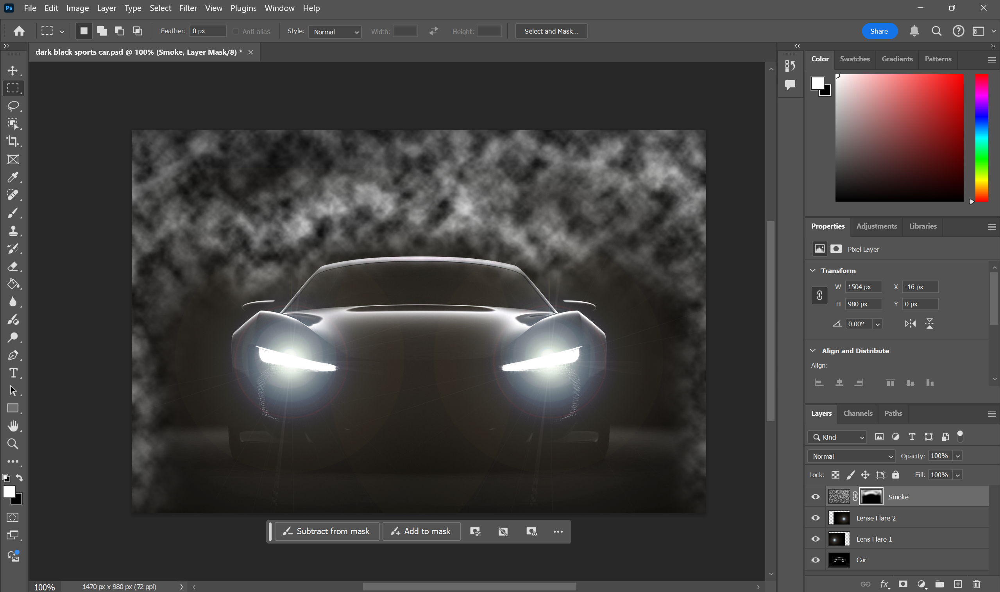 Ps File Edit Image Layer Type Select Filter View Plugins Window Help
Feather: 0 px Anti-alias Style: Normal Width: Height: Select and Mask... Share
dark black sports car.psd @ 100% (Smoke, Layer Mask/8) *
Color Swatches Gradients Patterns
Properties Adjustments Libraries
Pixel Layer
Transform
W 1504 px X -16 px
H 980 px Y 0 px
0.00°
Align and Distribute
Align:
Layers Channels Paths
Kind
Normal Opacity: 100%
Lock: Fill: 100%
Smoke
Lense Flare 2
Lens Flare 1
Car
Subtract from mask Add to mask
100% 1470 px x 980 px (72 ppi)